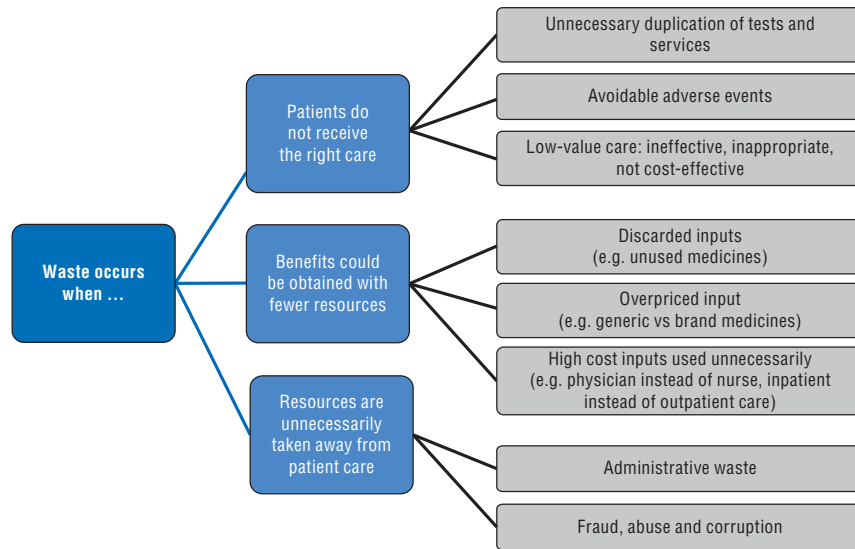 Waste occurs
when ...
Patients do
not receive
the right care
Unnecessary duplication of tests and
services
Avoidable adverse events
Low-value care: ineffective, inappropriate,
not cost-effective
Benefits could
be obtained with
fewer resources
Discarded inputs
(e.g. unused medicines)
Overpriced input
(e.g. generic vs brand medicines)
High cost inputs used unnecessarily
(e.g. physician instead of nurse, inpatient
instead of outpatient care)
Resources are
unnecessarily
taken away from
patient care
Administrative waste
Fraud, abuse and corruption